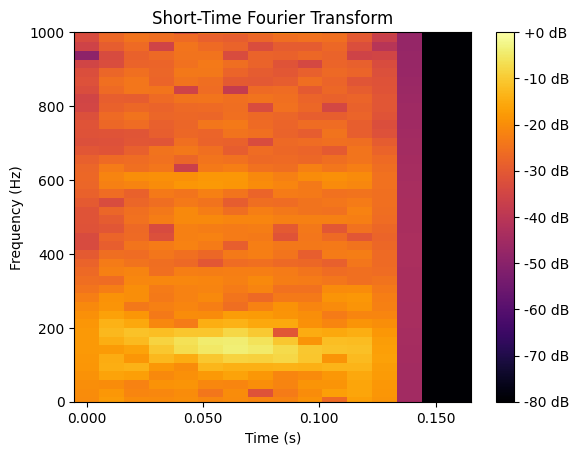 Short-Time Fourier Transform
Frequency (Hz)
1000
800
600
400
200
0
0.000
0.050
0.100
0.150
Time (s)
+0 dB
-10 dB
-20 dB
-30 dB
-40 dB
-50 dB
-60 dB
-70 dB
-80 dB